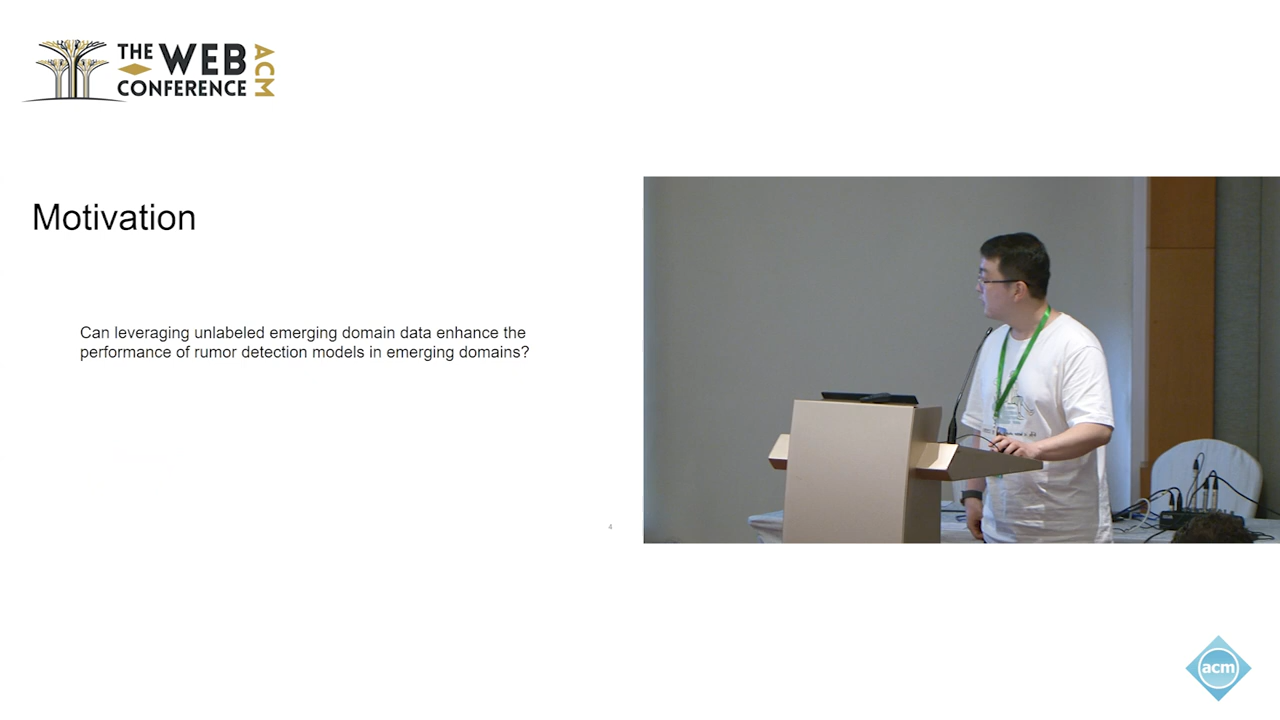 THE WEB
CONFERENCE
ACM
Motivation
Can leveraging unlabeled emerging domain data enhance the
performance of rumor detection models in emerging domains?
4
acm